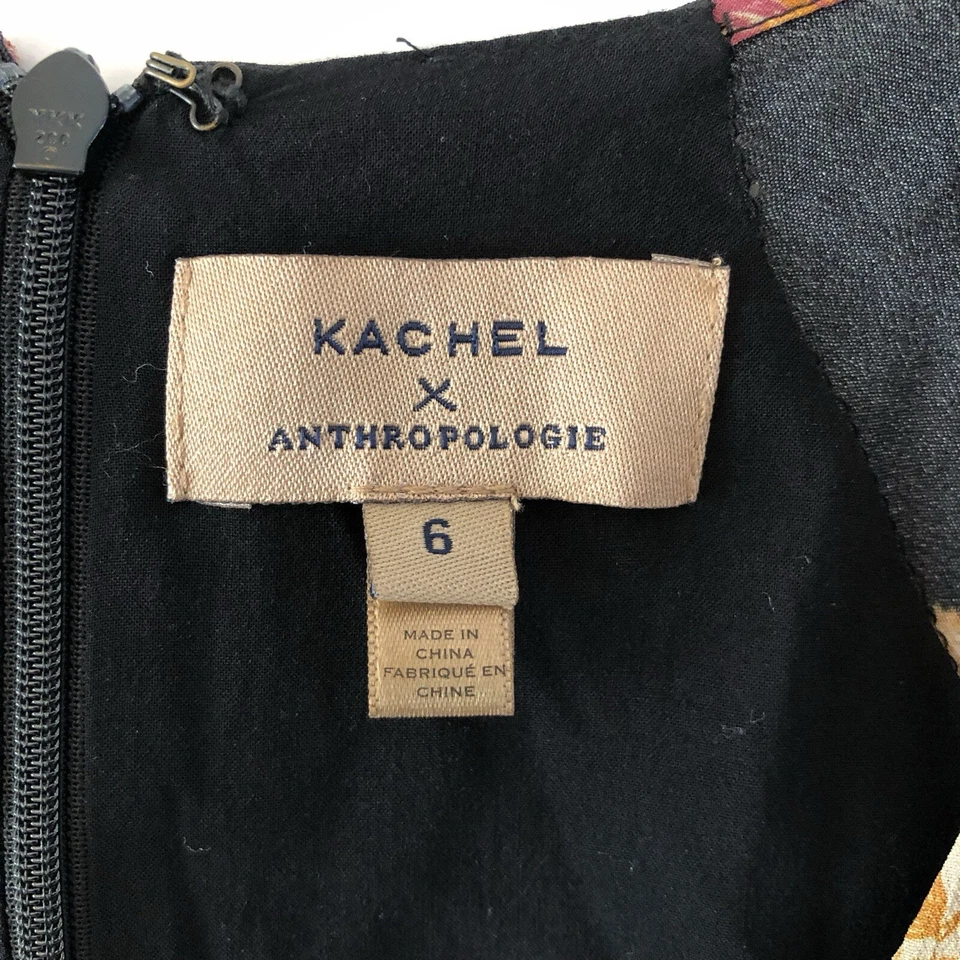 KACHEL
X
ANTHROPOLOGIE
6
MADE IN
CHINA
FABRIQUÉ EN
CHINE